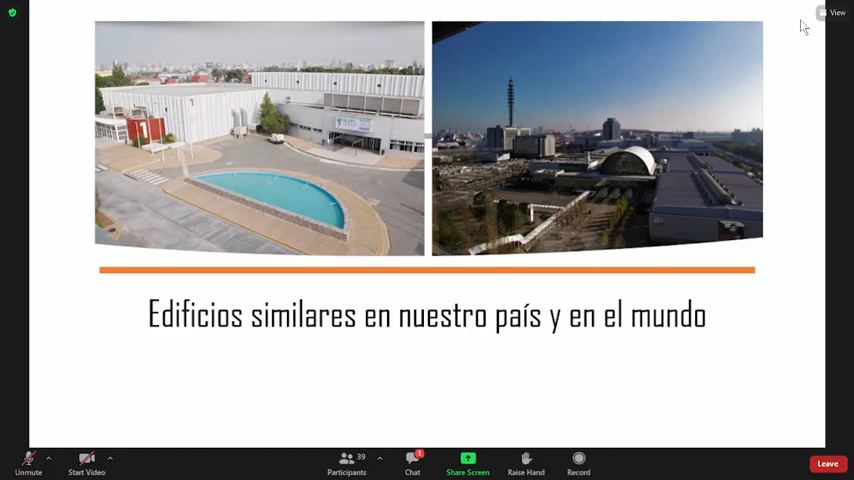 View
Edificios similares en nuestro país y en el mundo
Unmute
Start Video
39
Participants
1
Chat
Share Screen
Raise Hand
Record
Leave